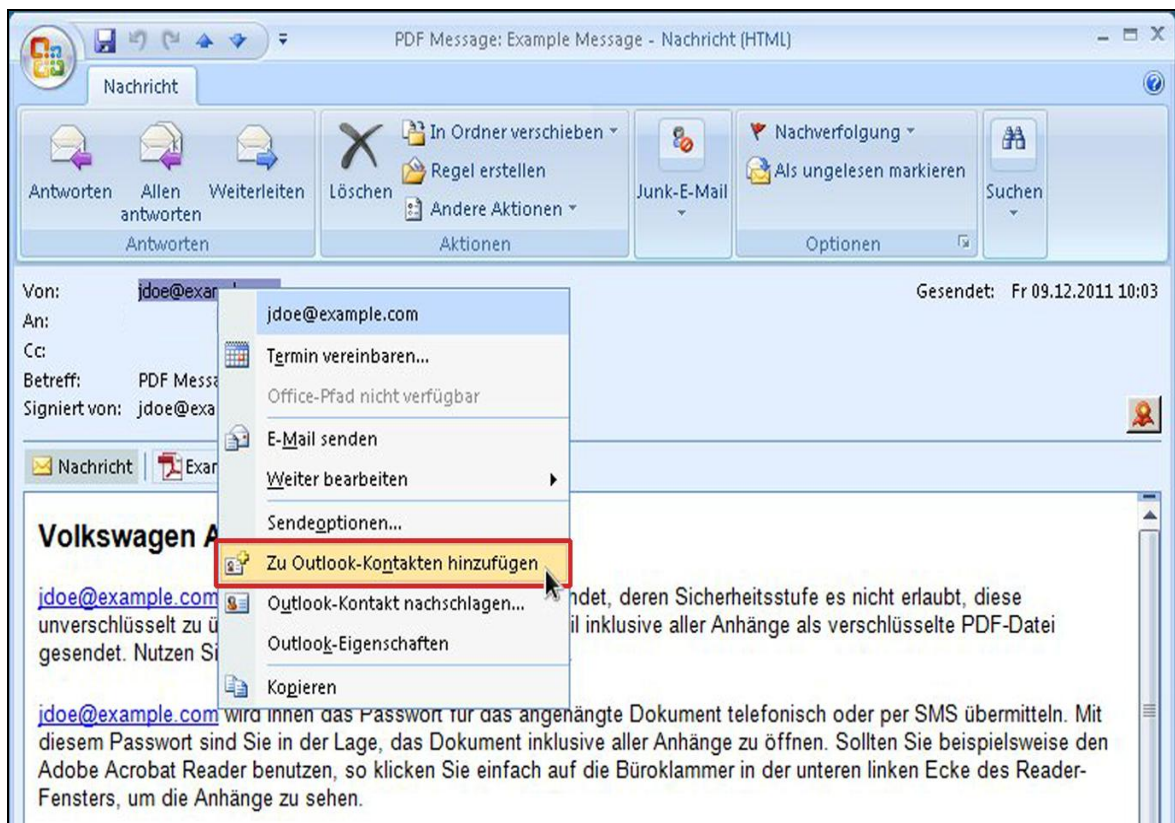 PDF Message: Example Message - Nachricht (HTML)
Nachricht
Antworten
Allen antworten
Weiterleiten
Löschen
In Ordner verschieben
Regel erstellen
Andere Aktionen
Junk-E-Mail
Nachverfolgung
Als ungelesen markieren
Suchen
Antworten
Aktionen
Optionen
Von: jdoe@exam
Gesendet: Fr 09.12.2011 10:03
An:
Cc:
Betreff: PDF Messa
Signiert von: jdoe@exa
Nachricht
Exar
jdoe@example.com
Termin vereinbaren...
Office-Pfad nicht verfügbar
E-Mail senden
Weiter bearbeiten
Sendeoptionen...
Zu Outlook-Kontakten hinzufügen
Outlook-Kontakt nachschlagen...
Outlook-Eigenschaften
Kopieren
Volkswagen A
jdoe@example.com ndet, deren Sicherheitsstufe es nicht erlaubt, diese
unverschlüsselt zu ü il inklusive aller Anhänge als verschlüsselte PDF-Datei
gesendet. Nutzen Si
jdoe@example.com wird Ihnen das Passwort für das angehängte Dokument telefonisch oder per SMS übermitteln. Mit
diesem Passwort sind Sie in der Lage, das Dokument inklusive aller Anhänge zu öffnen. Sollten Sie beispielsweise den
Adobe Acrobat Reader benutzen, so klicken Sie einfach auf die Büroklammer in der unteren linken Ecke des Reader-
Fensters, um die Anhänge zu sehen.